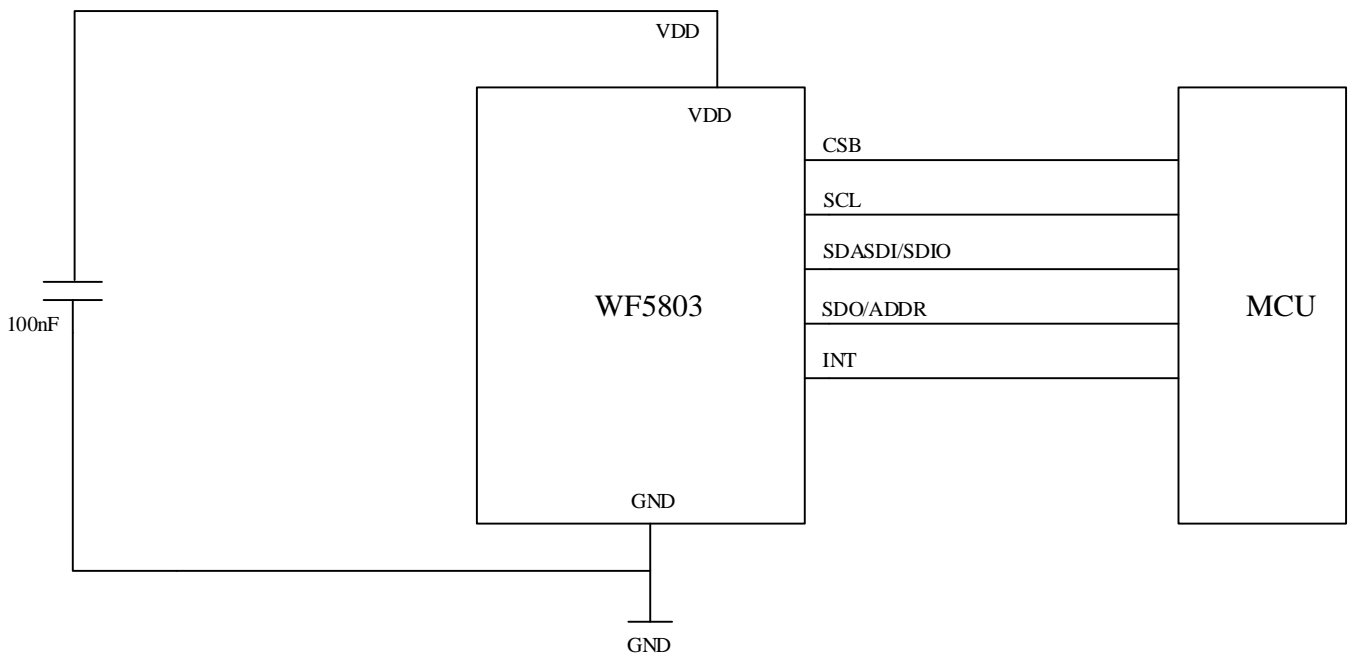 VDD
VDD
CSB
SCL
SDASDI/SDIO
WF5803
SDO/ADDR
MCU
100nF
INT
GND
GND